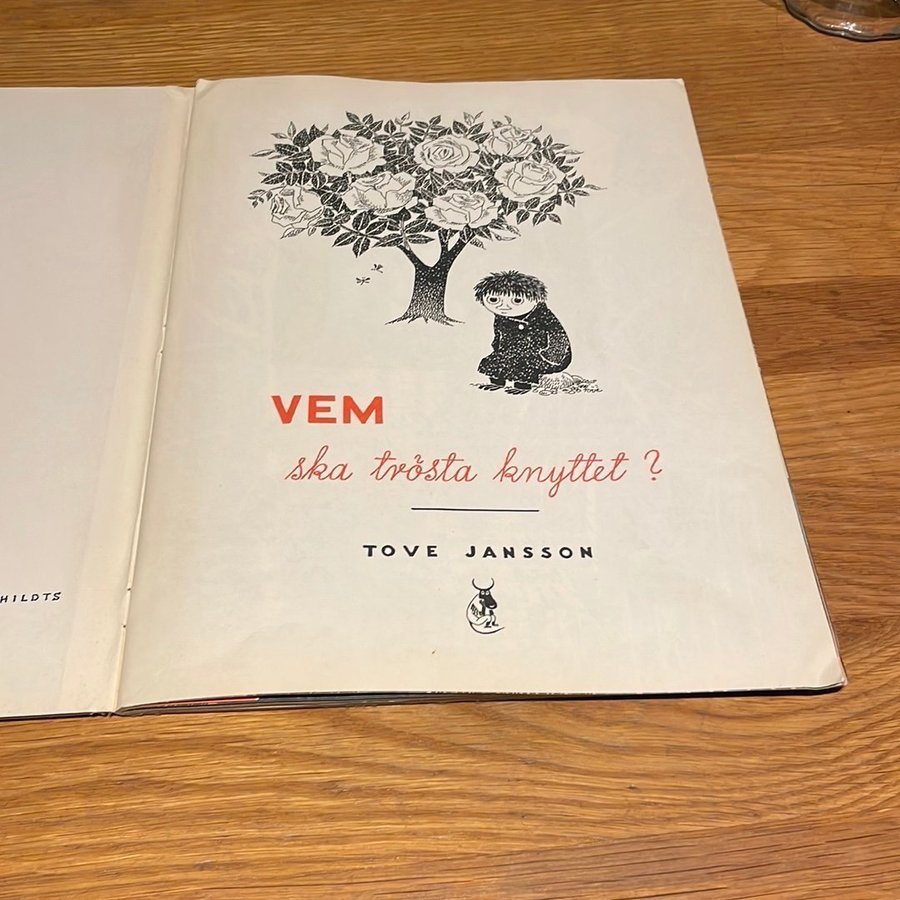 HILDTS
VEM
ska trösta knyttet ?
TOVE JANSSON